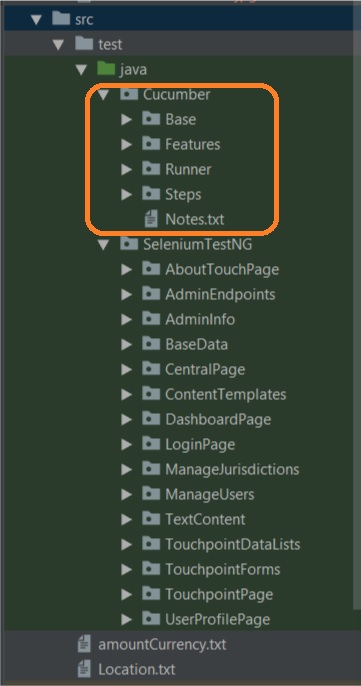 src
test
java
Cucumber
Base
Features
Runner
Steps
Notes.txt
SeleniumTestNG
AboutTouchPage
AdminEndpoints
AdminInfo
BaseData
CentralPage
ContentTemplates
DashboardPage
LoginPage
ManageJurisdictions
ManageUsers
TextContent
TouchpointDataLists
TouchpointForms
TouchpointPage
UserProfilePage
amountCurrency.txt
Location.txt